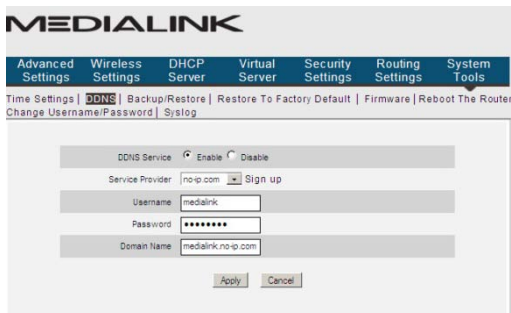 MEDIALINK
Advanced Settings Wireless Settings DHCP Server Virtual Server Security Settings Routing Settings System Tools
Time Settings | DDNS | Backup/Restore | Restore To Factory Default | Firmware | Reboot The Router
Change Username/Password | Syslog
DDNS Service Enable Disable
Service Provider no-ip.com Sign up
Username medialink
Password ●●●●●●●●
Domain Name medialink.no-ip.com
Apply Cancel